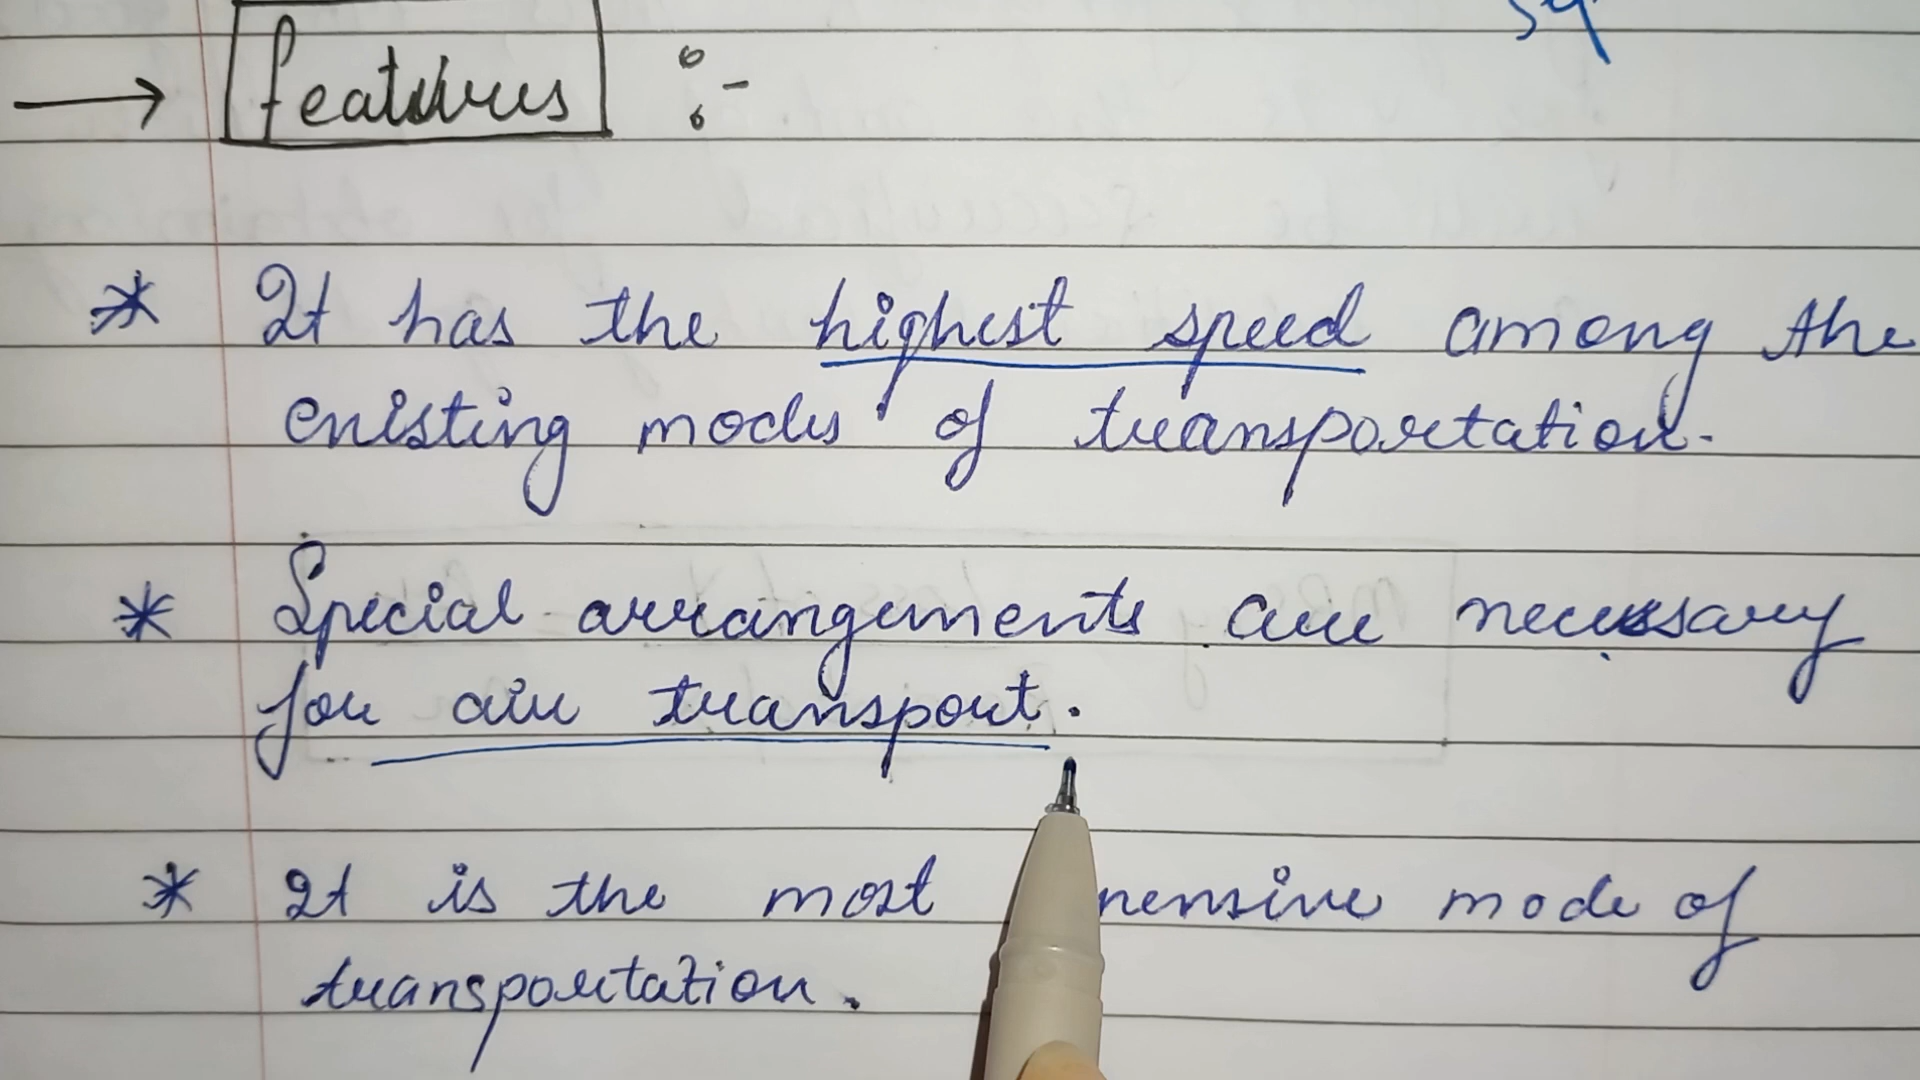 → Features :-
* It has the highest speed among the
existing modes of transportation.
* Special arrangements are necessary
for air transport.
* It is the most mode of
transportation.